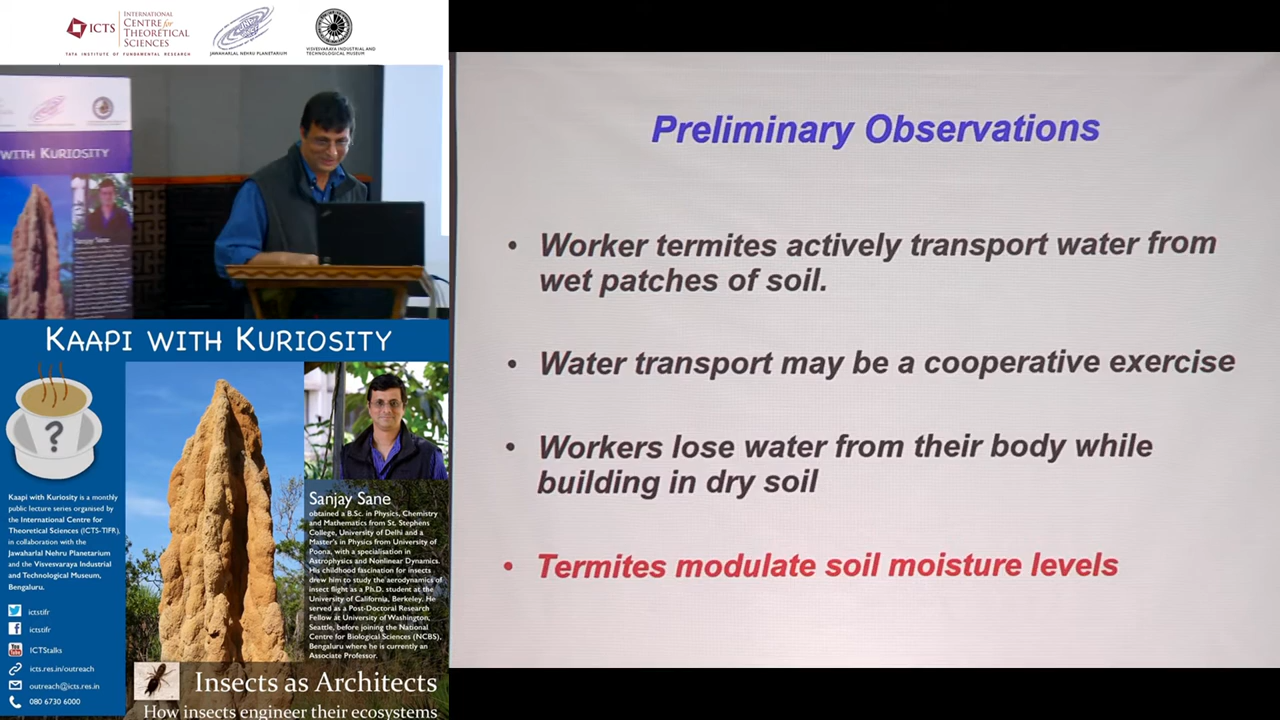 ICTS
INTERNATIONAL
CENTRE for
THEORETICAL
SCIENCES
TATA INSTITUTE OF FUNDAMENTAL RESEARCH
JAWAHARLAL NEHRU PLANETARIUM
VISVESVARAYA INDUSTRIAL AND
TECHNOLOGICAL MUSEUM
WITH KURIOSITY
Sanjay Sane
KAAPI WITH KURIOSITY
?
Kaapi with Kuriosity is a monthly
public lecture series organised by
the International Centre for
Theoretical Sciences (ICTS-TIFR),
in collaboration with the
Jawaharlal Nehru Planetarium
and the Visvesvaraya Industrial
and Technological Museum,
Bengaluru.
ictstifr
ictstifr
You
ICTStalks
icts.res.in/outreach
outreach@icts.res.in
080 6730 6000
Sanjay Sane
obtained a B.Sc. in Physics, Chemistry
and Mathematics from St. Stephens
College, University of Delhi and a
Master's in Physics from University of
Poona, with a specialisation in
Astrophysics and Nonlinear Dynamics.
His childhood fascination for insects
drew him to study the aerodynamics of
insect flight as a Ph.D. student at the
University of California, Berkeley. He
served as a Post-Doctoral Research
Fellow at University of Washington,
Seattle, before joining the National
Centre for Biological Sciences (NCBS),
Bengaluru where he is currently an
Associate Professor.
Insects as Architects
How insects engineer their ecosystems
Preliminary Observations
• Worker termites actively transport water from
wet patches of soil.
• Water transport may be a cooperative exercise
• Workers lose water from their body while
building in dry soil
• Termites modulate soil moisture levels